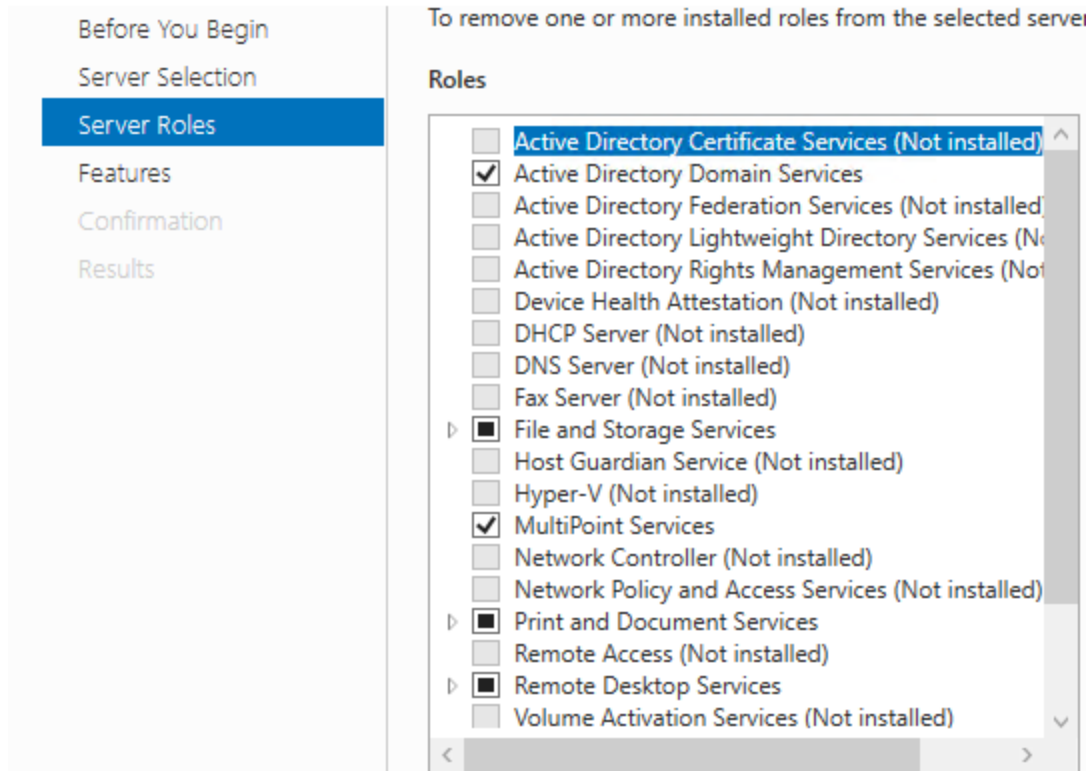 Before You Begin
Server Selection
Server Roles
Features
Confirmation
Results
To remove one or more installed roles from the selected server
Roles
Active Directory Certificate Services (Not installed)
Active Directory Domain Services
Active Directory Federation Services (Not installed)
Active Directory Lightweight Directory Services (No
Active Directory Rights Management Services (Not
Device Health Attestation (Not installed)
DHCP Server (Not installed)
DNS Server (Not installed)
Fax Server (Not installed)
File and Storage Services
Host Guardian Service (Not installed)
Hyper-V (Not installed)
MultiPoint Services
Network Controller (Not installed)
Network Policy and Access Services (Not installed)
Print and Document Services
Remote Access (Not installed)
Remote Desktop Services
Volume Activation Services (Not installed)